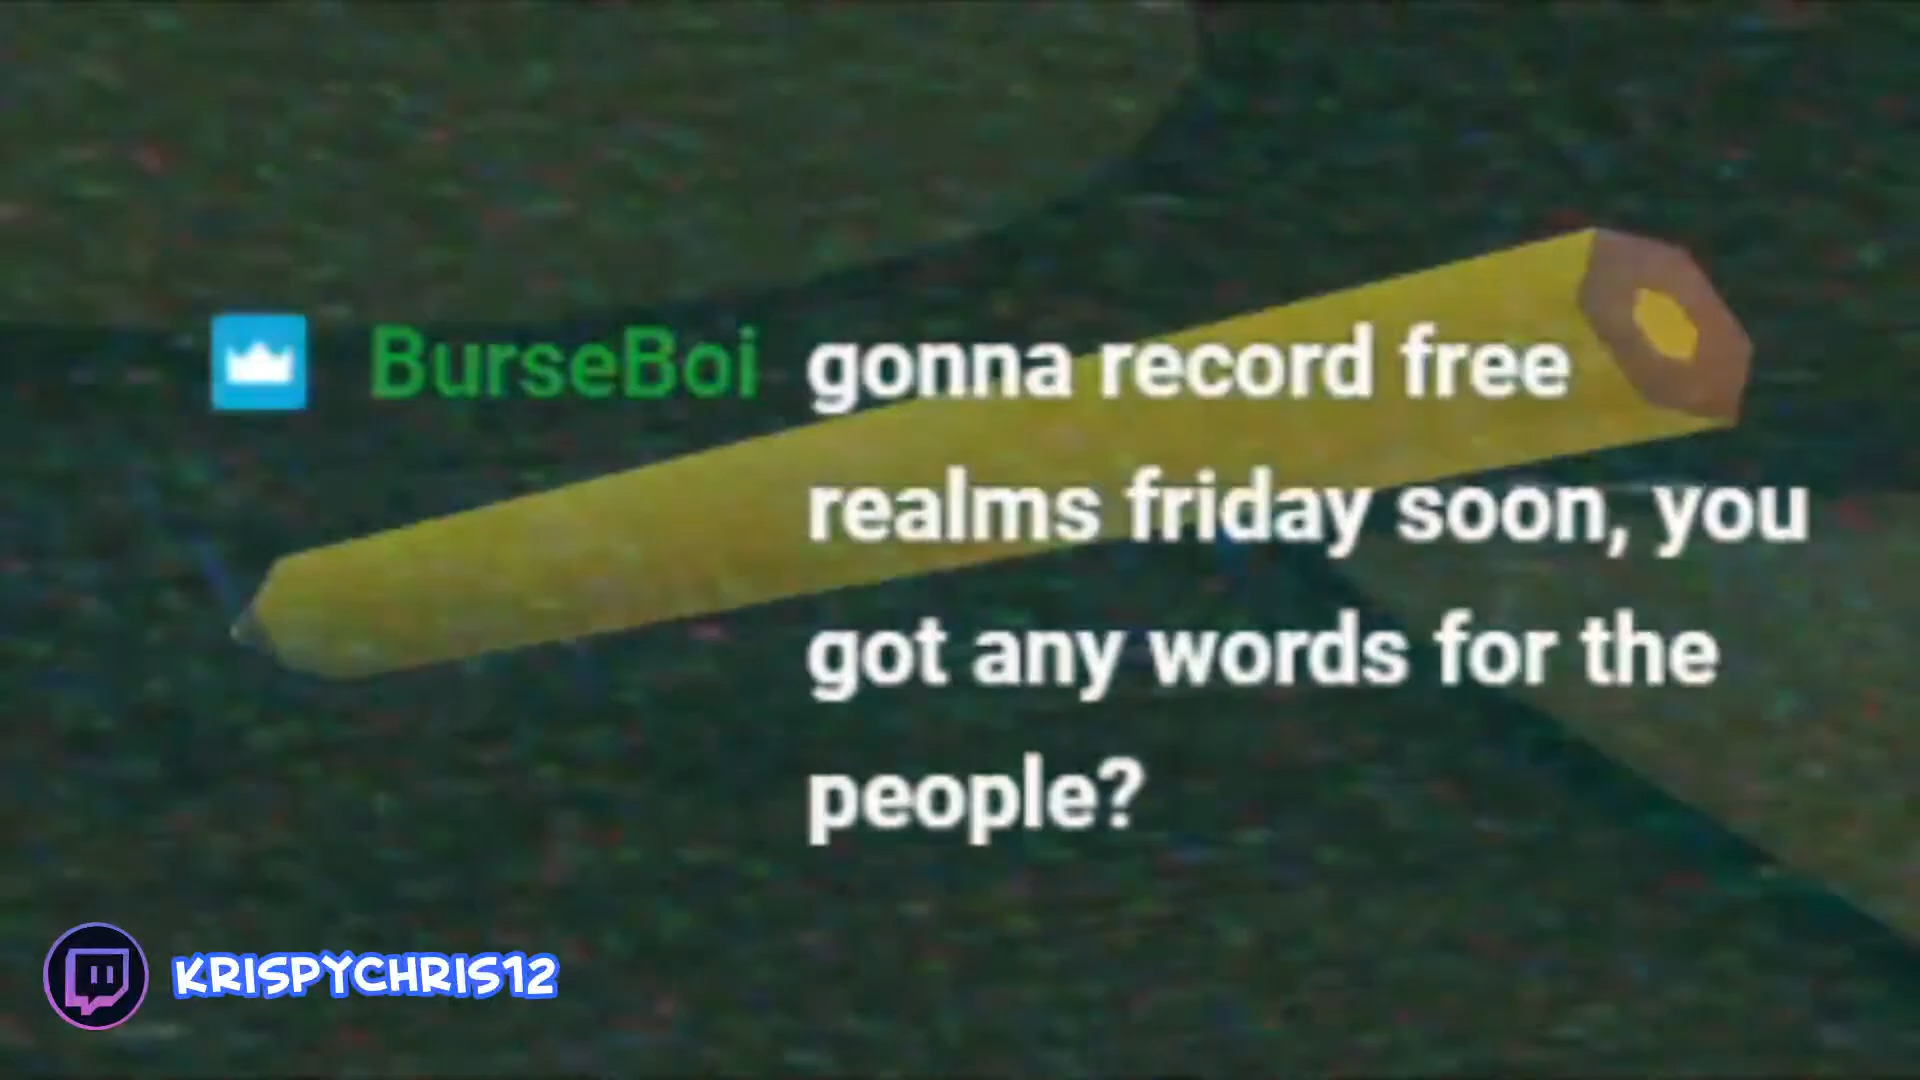 BurseBoi gonna record free
realms friday soon, you
got any words for the
people?
KRISPYCHRIS12